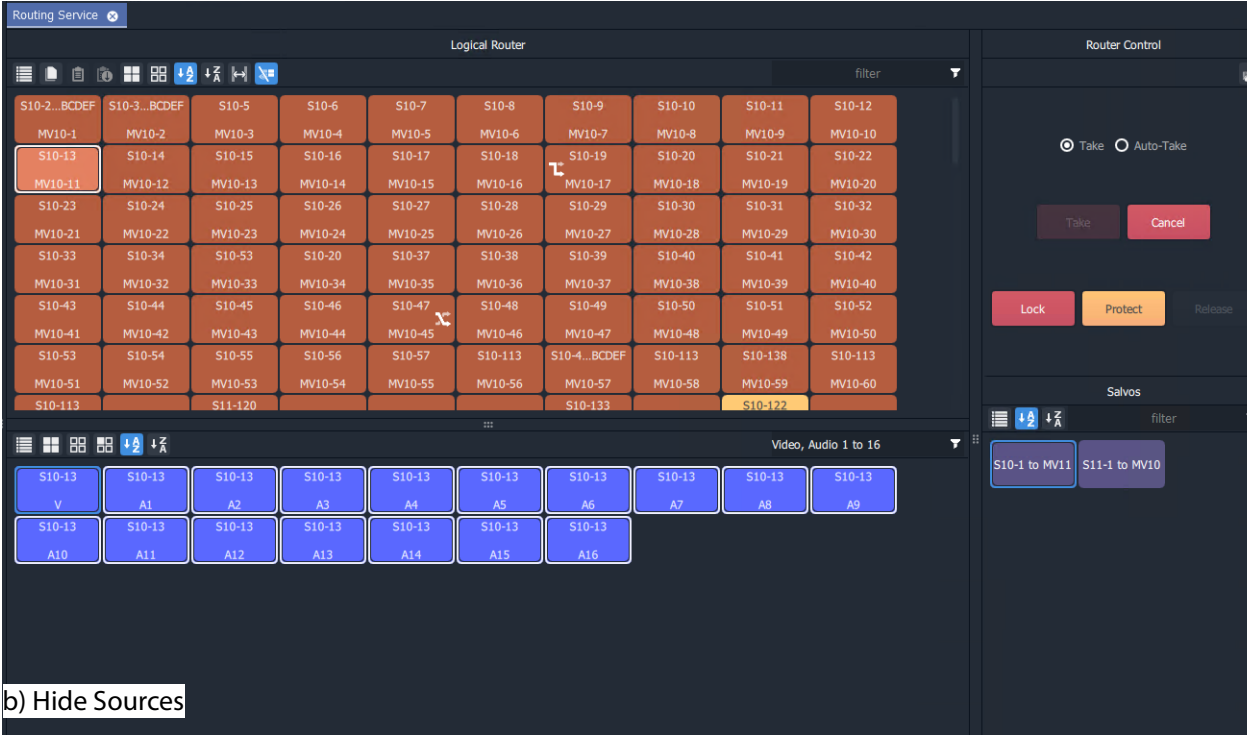 Routing Service
Logical Router
Router Control
filter
S10-2...BCDEF S10-3...BCDEF S10-5 S10-6 S10-7 S10-8 S10-9 S10-10 S10-11 S10-12
MV10-1 MV10-2 MV10-3 MV10-4 MV10-5 MV10-6 MV10-7 MV10-8 MV10-9 MV10-10
S10-13 S10-14 S10-15 S10-16 S10-17 S10-18 S10-19 S10-20 S10-21 S10-22
MV10-11 MV10-12 MV10-13 MV10-14 MV10-15 MV10-16 MV10-17 MV10-18 MV10-19 MV10-20
S10-23 S10-24 S10-25 S10-26 S10-27 S10-28 S10-29 S10-30 S10-31 S10-32
MV10-21 MV10-22 MV10-23 MV10-24 MV10-25 MV10-26 MV10-27 MV10-28 MV10-29 MV10-30
S10-33 S10-34 S10-53 S10-20 S10-37 S10-38 S10-39 S10-40 S10-41 S10-42
MV10-31 MV10-32 MV10-33 MV10-34 MV10-35 MV10-36 MV10-37 MV10-38 MV10-39 MV10-40
S10-43 S10-44 S10-45 S10-46 S10-47 S10-48 S10-49 S10-50 S10-51 S10-52
MV10-41 MV10-42 MV10-43 MV10-44 MV10-45 MV10-46 MV10-47 MV10-48 MV10-49 MV10-50
S10-53 S10-54 S10-55 S10-56 S10-57 S10-113 S10-4...BCDEF S10-113 S10-138 S10-113
MV10-51 MV10-52 MV10-53 MV10-54 MV10-55 MV10-56 MV10-57 MV10-58 MV10-59 MV10-60
S10-113 S11-120 S10-133 S10-122
Take Auto-Take
Take Cancel
Lock Protect Release
Salvos
filter
S10-1 to MV11 S11-1 to MV10
Video, Audio 1 to 16
S10-13 S10-13 S10-13 S10-13 S10-13 S10-13 S10-13 S10-13 S10-13 S10-13
V A1 A2 A3 A4 A5 A6 A7 A8 A9
S10-13 S10-13 S10-13 S10-13 S10-13 S10-13 S10-13
A10 A11 A12 A13 A14 A15 A16
b) Hide Sources